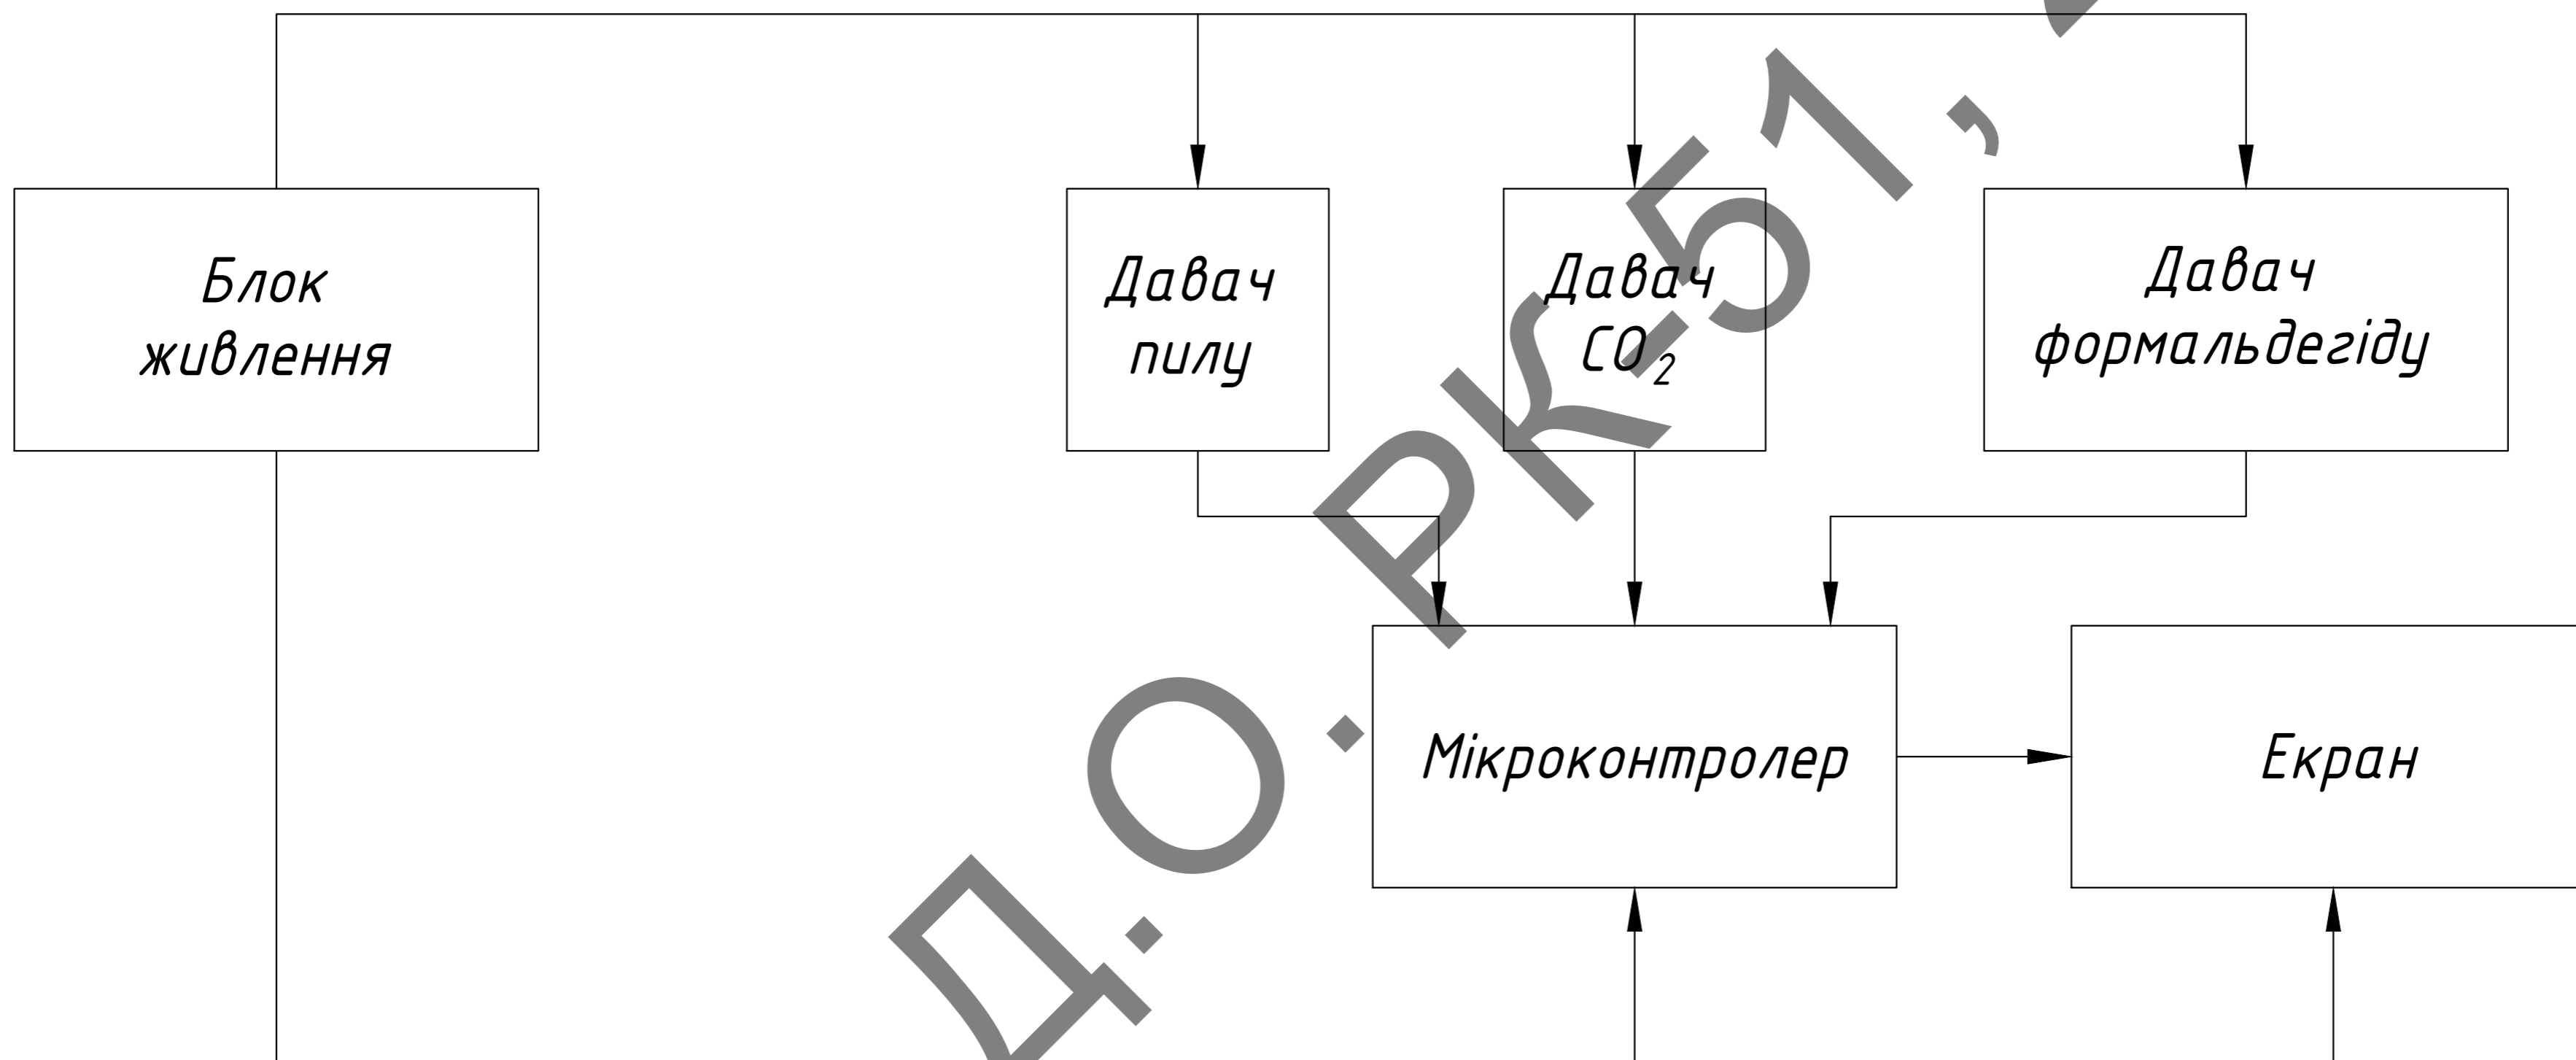 Блок
живлення
Давач
пилу
Давач
CO₂
Давач
формальдегіду
Мікроконтролер
Екран
Д.О. РК-51,